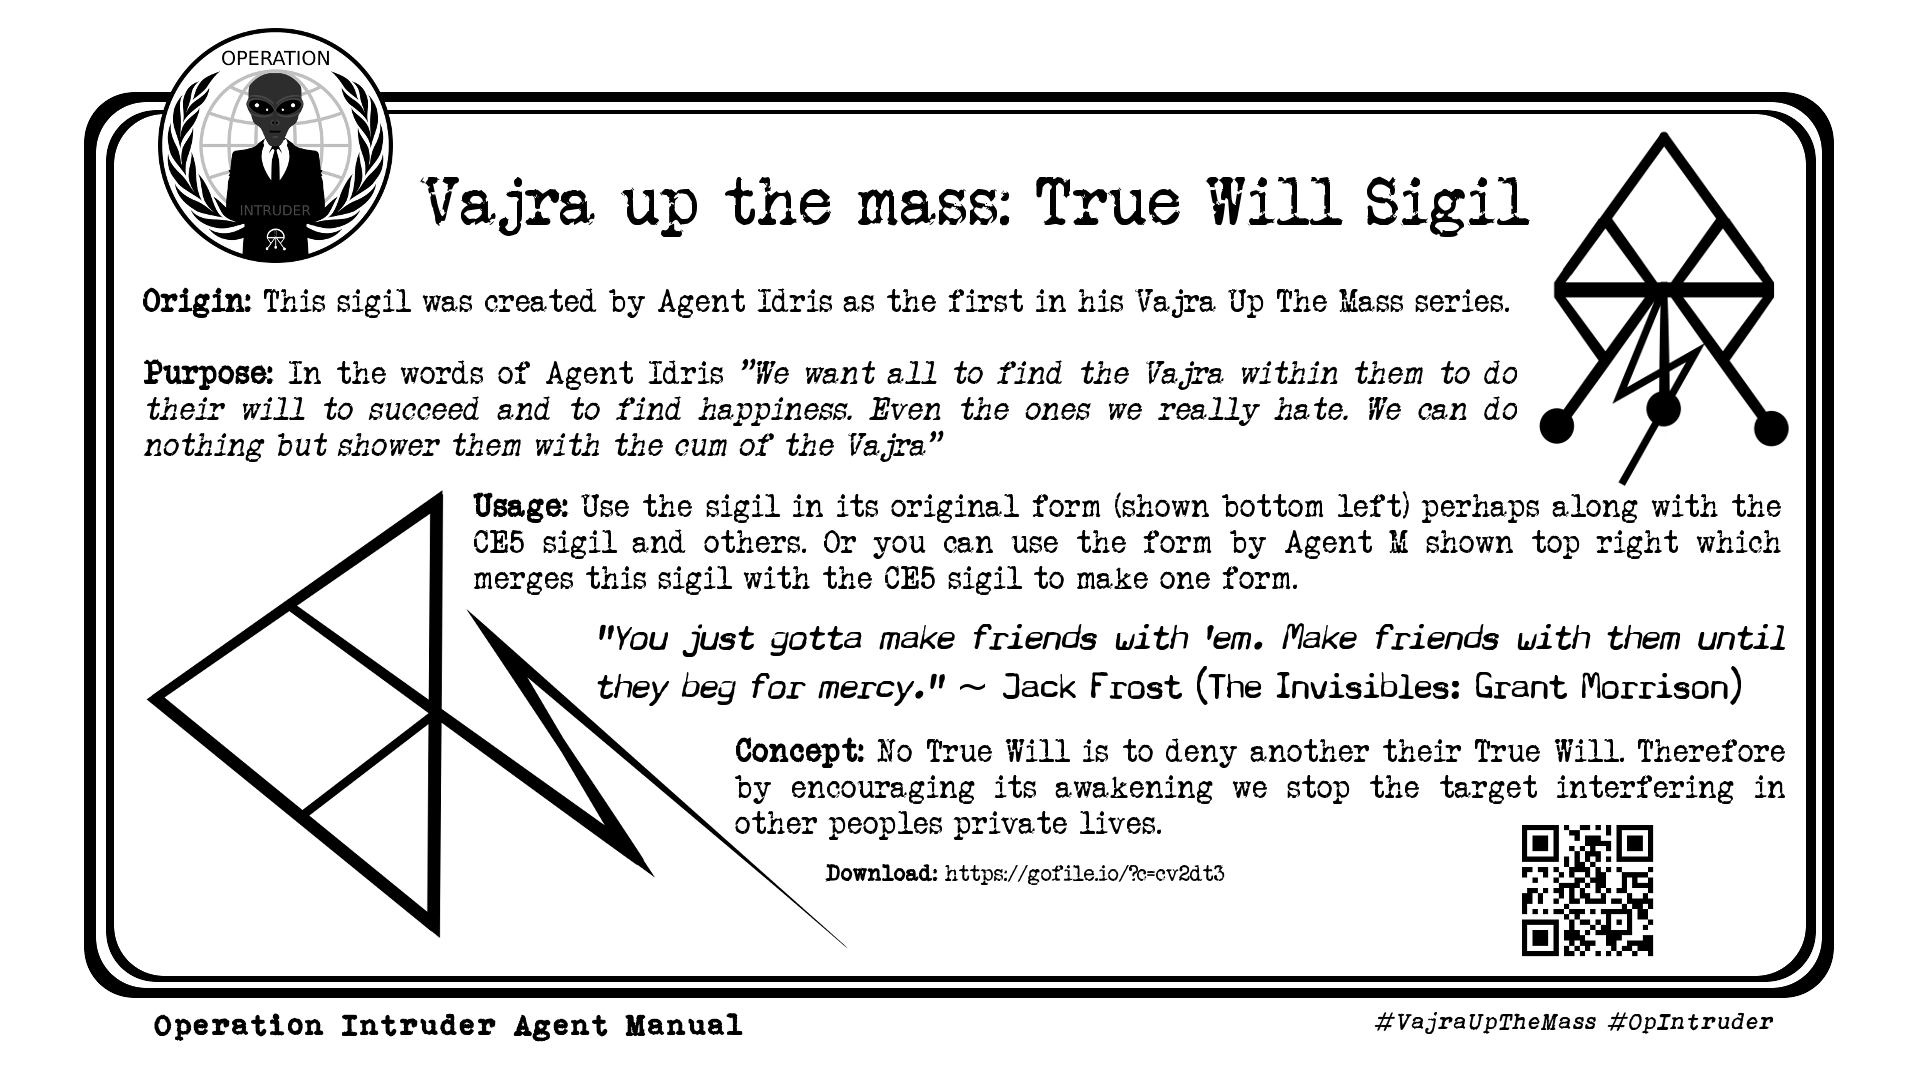 OPERATION
INTRUDER
Vajra up the mass: True Will Sigil
Origin: This sigil was created by Agent Idris as the first in his Vajra Up The Mass series.
Purpose: In the words of Agent Idris ”We want all to find the Vajra within them to do
their will to succeed and to find happiness. Even the ones we really hate. We can do
nothing but shower them with the cum of the Vajra”
Usage: Use the sigil in its original form (shown bottom left) perhaps along with the
CE5 sigil and others. Or you can use the form by Agent M shown top right which
merges this sigil with the CE5 sigil to make one form.
"You just gotta make friends with 'em. Make friends with them until
they beg for mercy." ~ Jack Frost (The Invisibles: Grant Morrison)
Concept: No True Will is to deny another their True Will. Therefore
by encouraging its awakening we stop the target interfering in
other peoples private lives.
Download: https://gofile.io/?c=cv2dt3
Operation Intruder Agent Manual
#VajraUpTheMass #OpIntruder